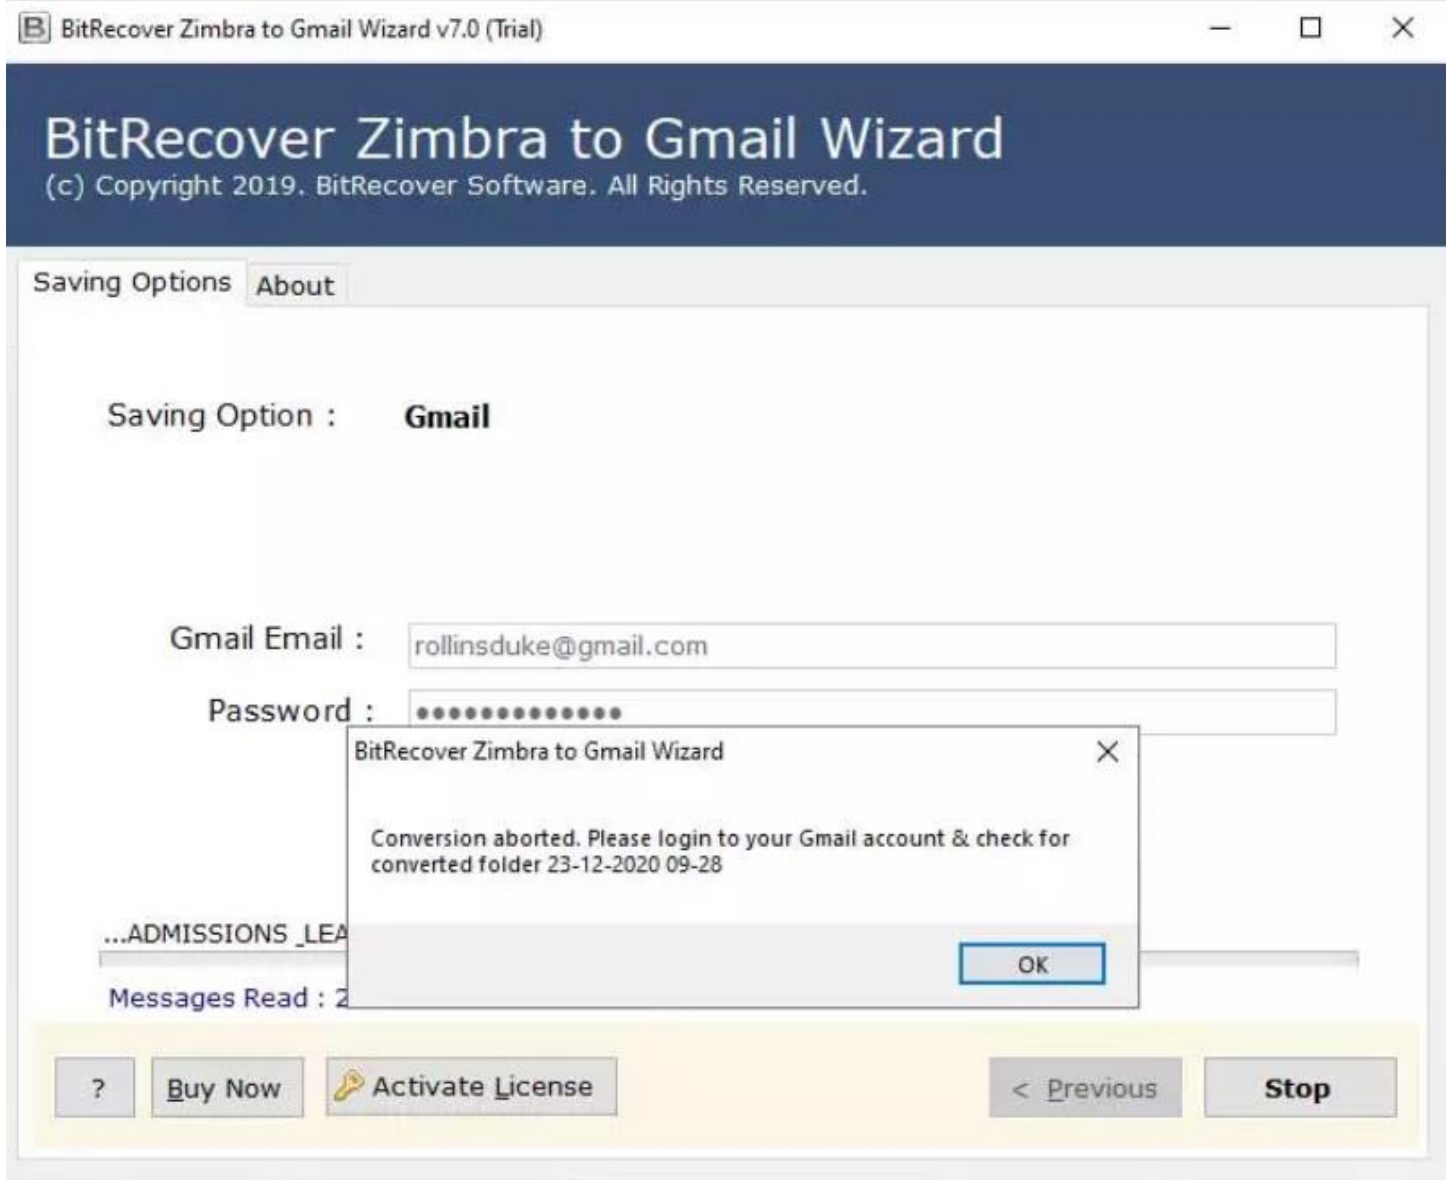 BitRecover Zimbra to Gmail Wizard v7.0 (Trial)
BitRecover Zimbra to Gmail Wizard
(c) Copyright 2019. BitRecover Software. All Rights Reserved.
Saving Options About
Saving Option : Gmail
Gmail Email : rollinsduke@gmail.com
Password :
BitRecover Zimbra to Gmail Wizard
Conversion aborted. Please login to your Gmail account & check for
converted folder 23-12-2020 09-28
OK
...ADMISSIONS _LEA
Messages Read : 2
? Buy Now Activate License < Previous Stop